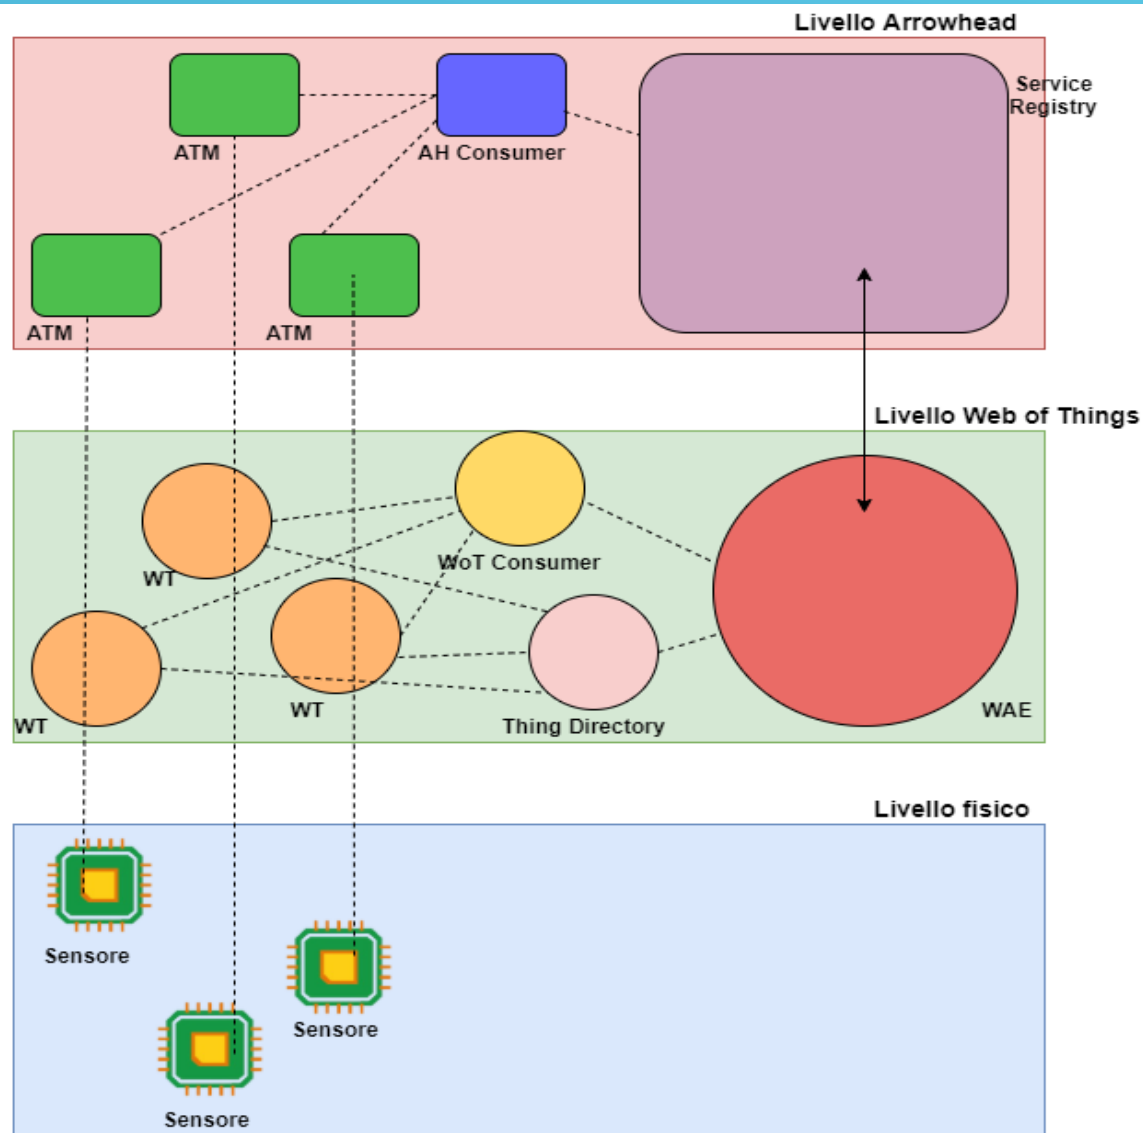 Livello Arrowhead
Service
Registry
ATM
AH Consumer
ATM
ATM
Livello Web of Things
WoT Consumer
WT
WT
WT
Thing Directory
WAE
Livello fisico
Sensore
Sensore
Sensore